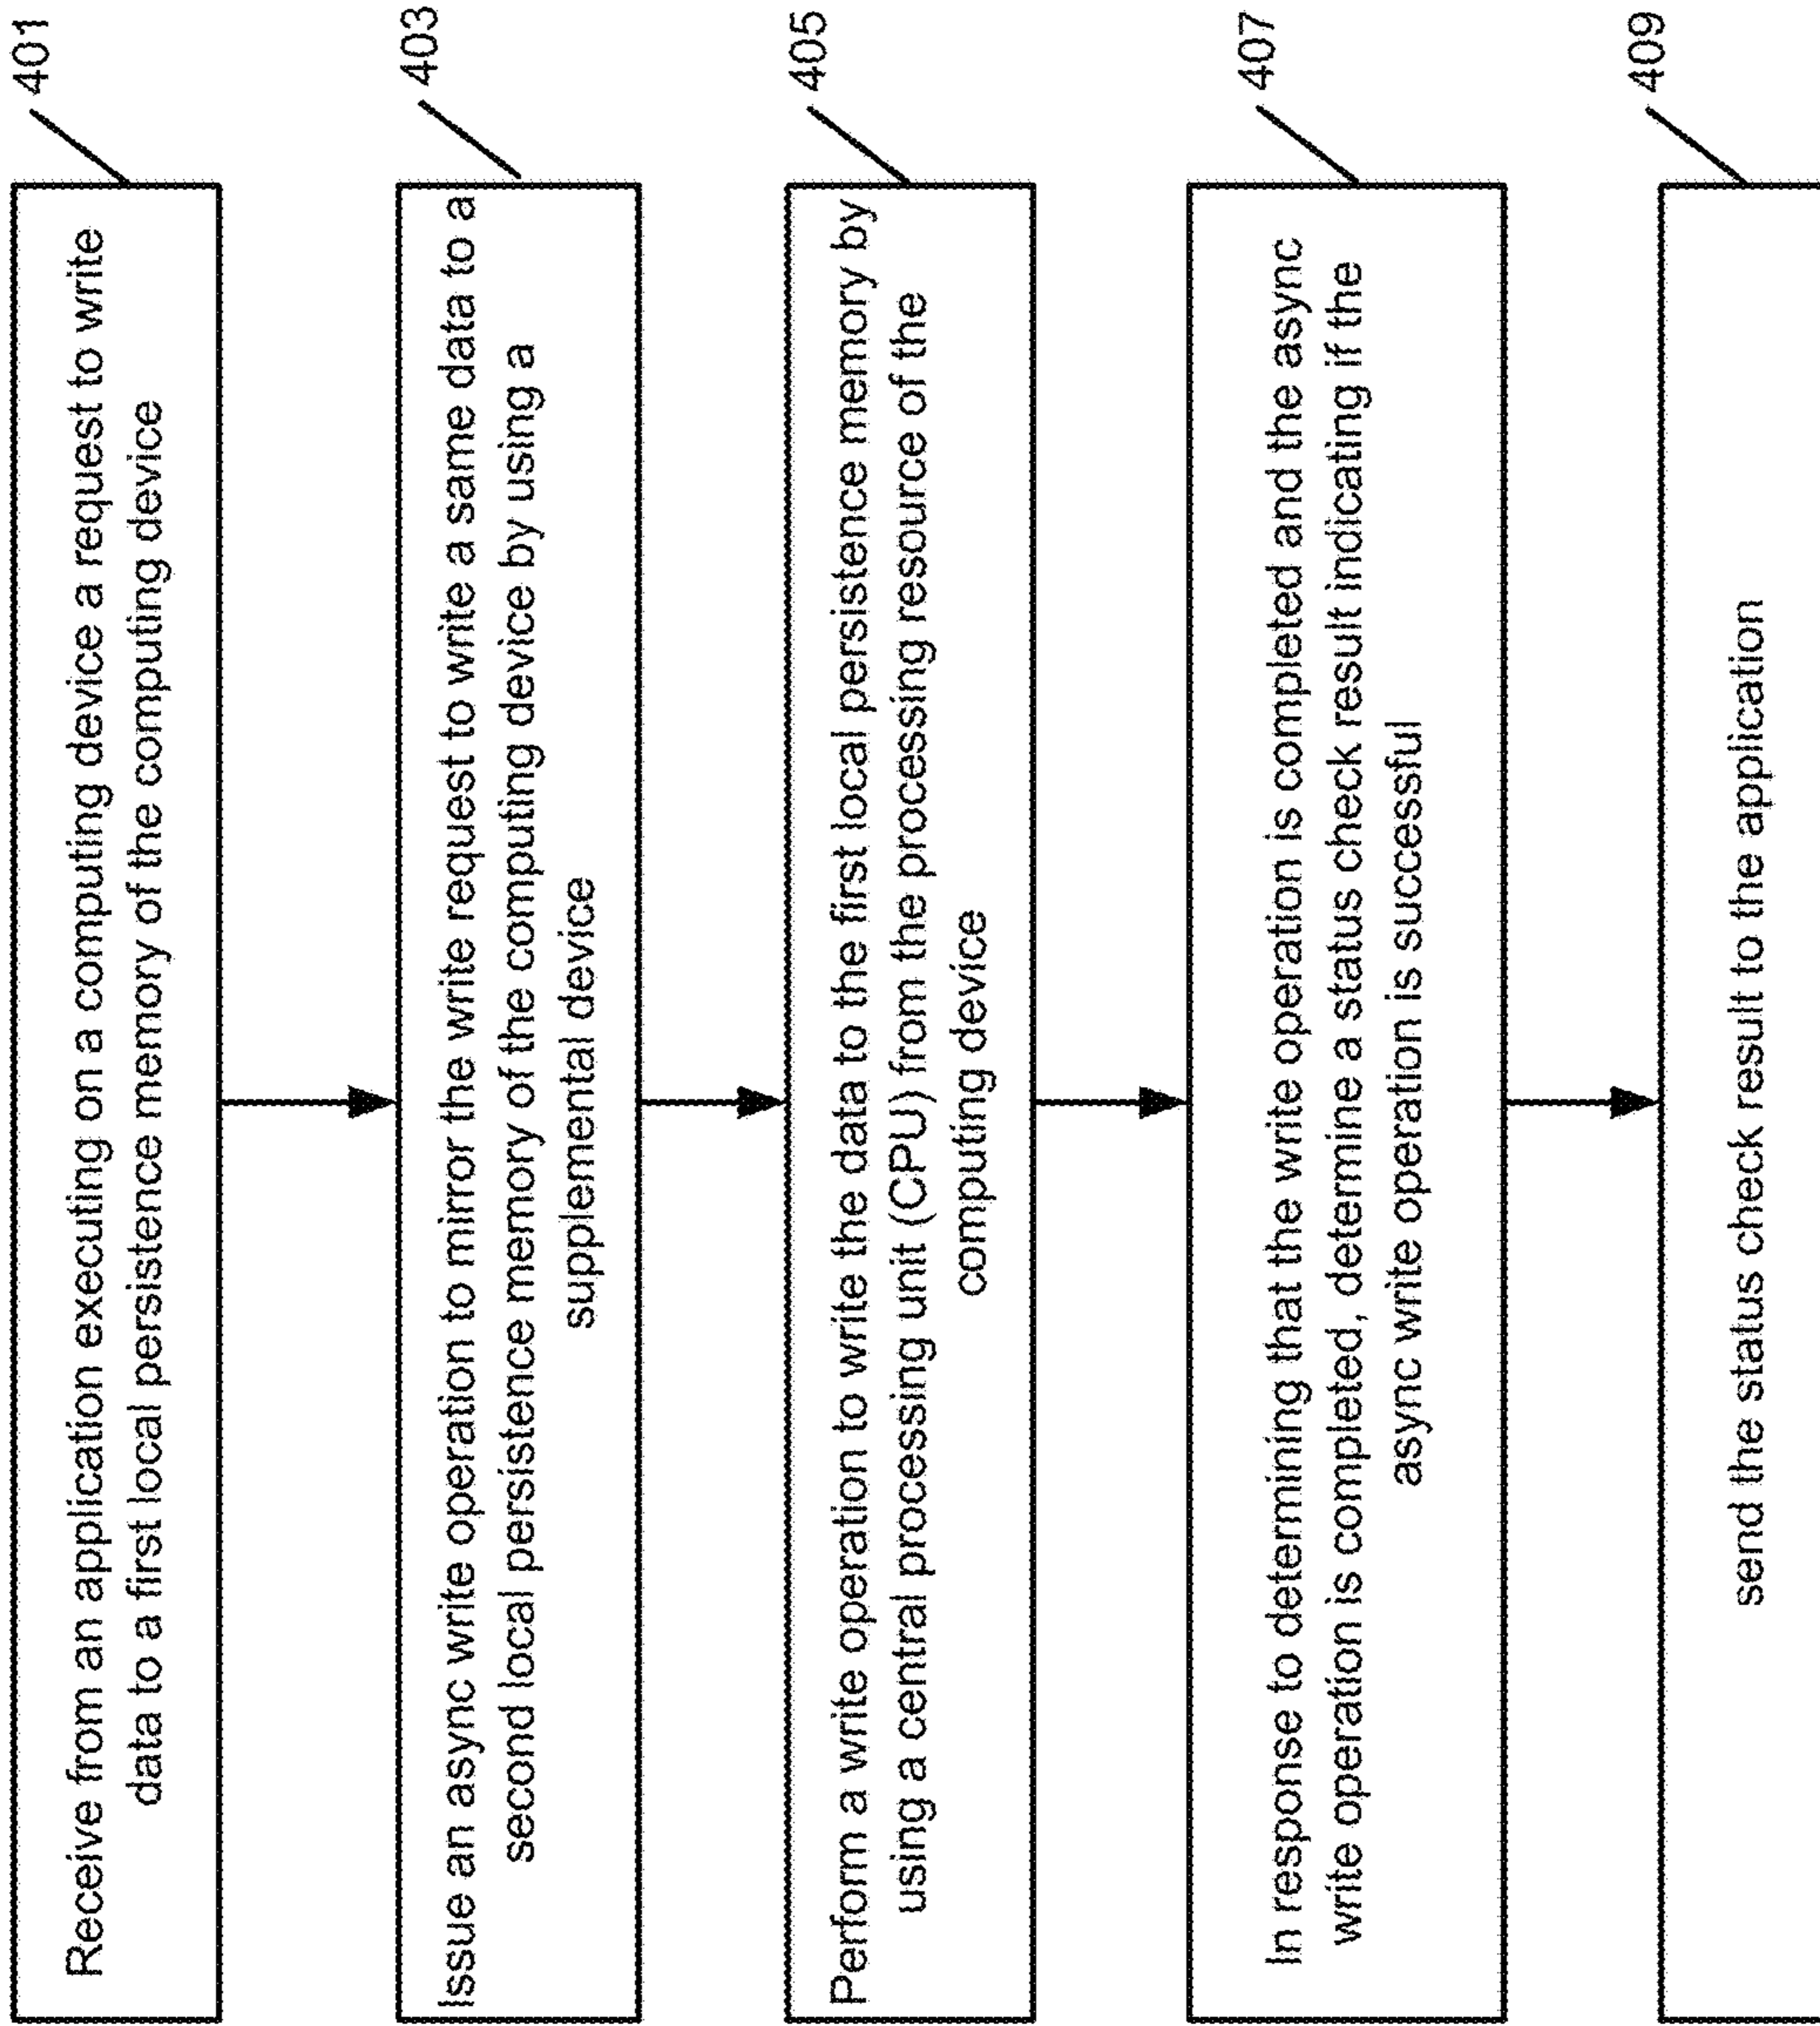 401
Receive from an application executing on a computing device a request to write
data to a first local persistence memory of the computing device
403
Issue an async write operation to mirror the write request to write a same data to a
second local persistence memory of the computing device by using a
supplemental device
405
Perform a write operation to write the data to the first local persistence memory by
using a central processing unit (CPU) from the processing resource of the
computing device
407
In response to determining that the write operation is completed and the async
write operation is completed, determine a status check result indicating if the
async write operation is successful
409
send the status check result to the application